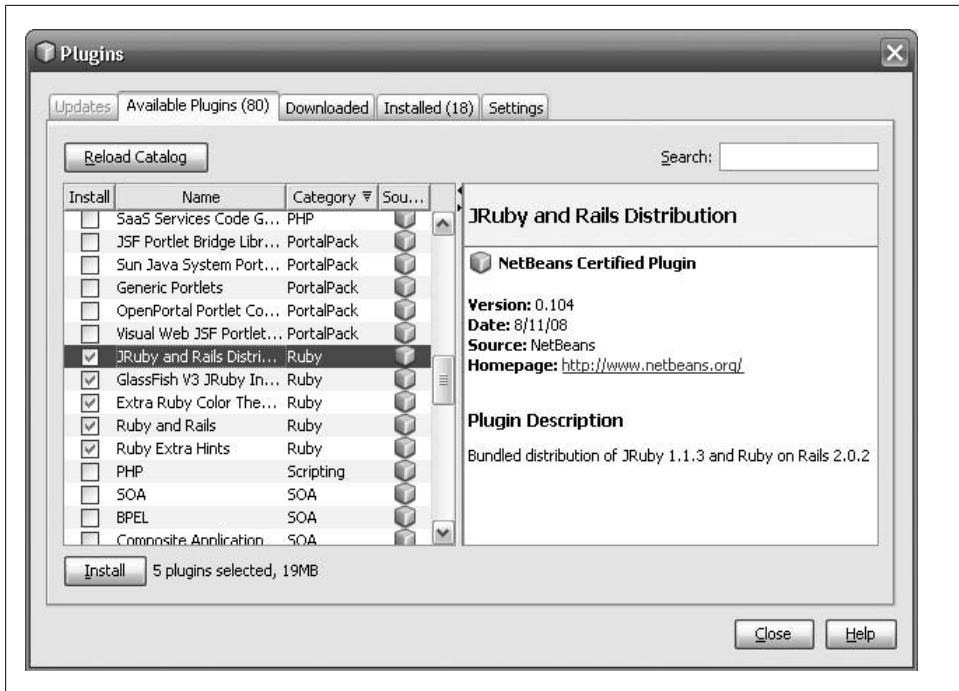 Plugins
Updates Available Plugins (80) Downloaded Installed (18) Settings
Reload Catalog Search:
Install Name Category Sou...
SaaS Services Code G... PHP
JSF Portlet Bridge Libr... PortalPack
Sun Java System Port... PortalPack
Generic Portlets PortalPack
OpenPortal Portlet Co... PortalPack
Visual Web JSF Portlet... PortalPack
JRuby and Rails Distri... Ruby
GlassFish V3 JRuby In... Ruby
Extra Ruby Color The... Ruby
Ruby and Rails Ruby
Ruby Extra Hints Ruby
PHP Scripting
SOA SOA
BPEL SOA
Composite Application SOA
JRuby and Rails Distribution
NetBeans Certified Plugin
Version: 0.104
Date: 8/11/08
Source: NetBeans
Homepage: http://www.netbeans.org/
Plugin Description
Bundled distribution of JRuby 1.1.3 and Ruby on Rails 2.0.2
Install 5 plugins selected, 19MB
Close Help